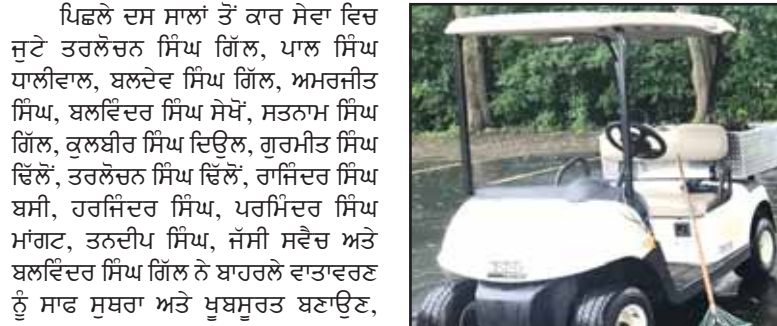 ਪਿਛਲੇ ਦਸ ਸਾਲਾਂ ਤੋਂ ਕਾਰ ਸੇਵਾ ਵਿਚ
ਜੁਟੇ ਤਰਲੋਚਨ ਸਿੰਘ ਗਿੱਲ, ਪਾਲ ਸਿੰਘ
ਧਾਲੀਵਾਲ, ਬਲਦੇਵ ਸਿੰਘ ਗਿੱਲ, ਅਮਰਜੀਤ
ਸਿੰਘ, ਬਲਵਿੰਦਰ ਸਿੰਘ ਸੇਖੋਂ, ਸਤਨਾਮ ਸਿੰਘ
ਗਿੱਲ, ਕੁਲਬੀਰ ਸਿੰਘ ਦਿਉਲ, ਗੁਰਮੀਤ ਸਿੰਘ
ਢਿੱਲੋਂ, ਤਰਲੋਚਨ ਸਿੰਘ ਢਿੱਲੋਂ, ਰਾਜਿੰਦਰ ਸਿੰਘ
ਬਸੀ, ਹਰਜਿੰਦਰ ਸਿੰਘ, ਪਰਮਿੰਦਰ ਸਿੰਘ
ਮਾਂਗਟ, ਤਨਦੀਪ ਸਿੰਘ, ਜੱਸੀ ਸਵੈਚ ਅਤੇ
ਬਲਵਿੰਦਰ ਸਿੰਘ ਗਿੱਲ ਨੇ ਬਾਹਰਲੇ ਵਾਤਾਵਰਣ
ਨੂੰ ਸਾਫ ਸੁਥਰਾ ਅਤੇ ਖੂਬਸੂਰਤ ਬਣਾਉਣ,